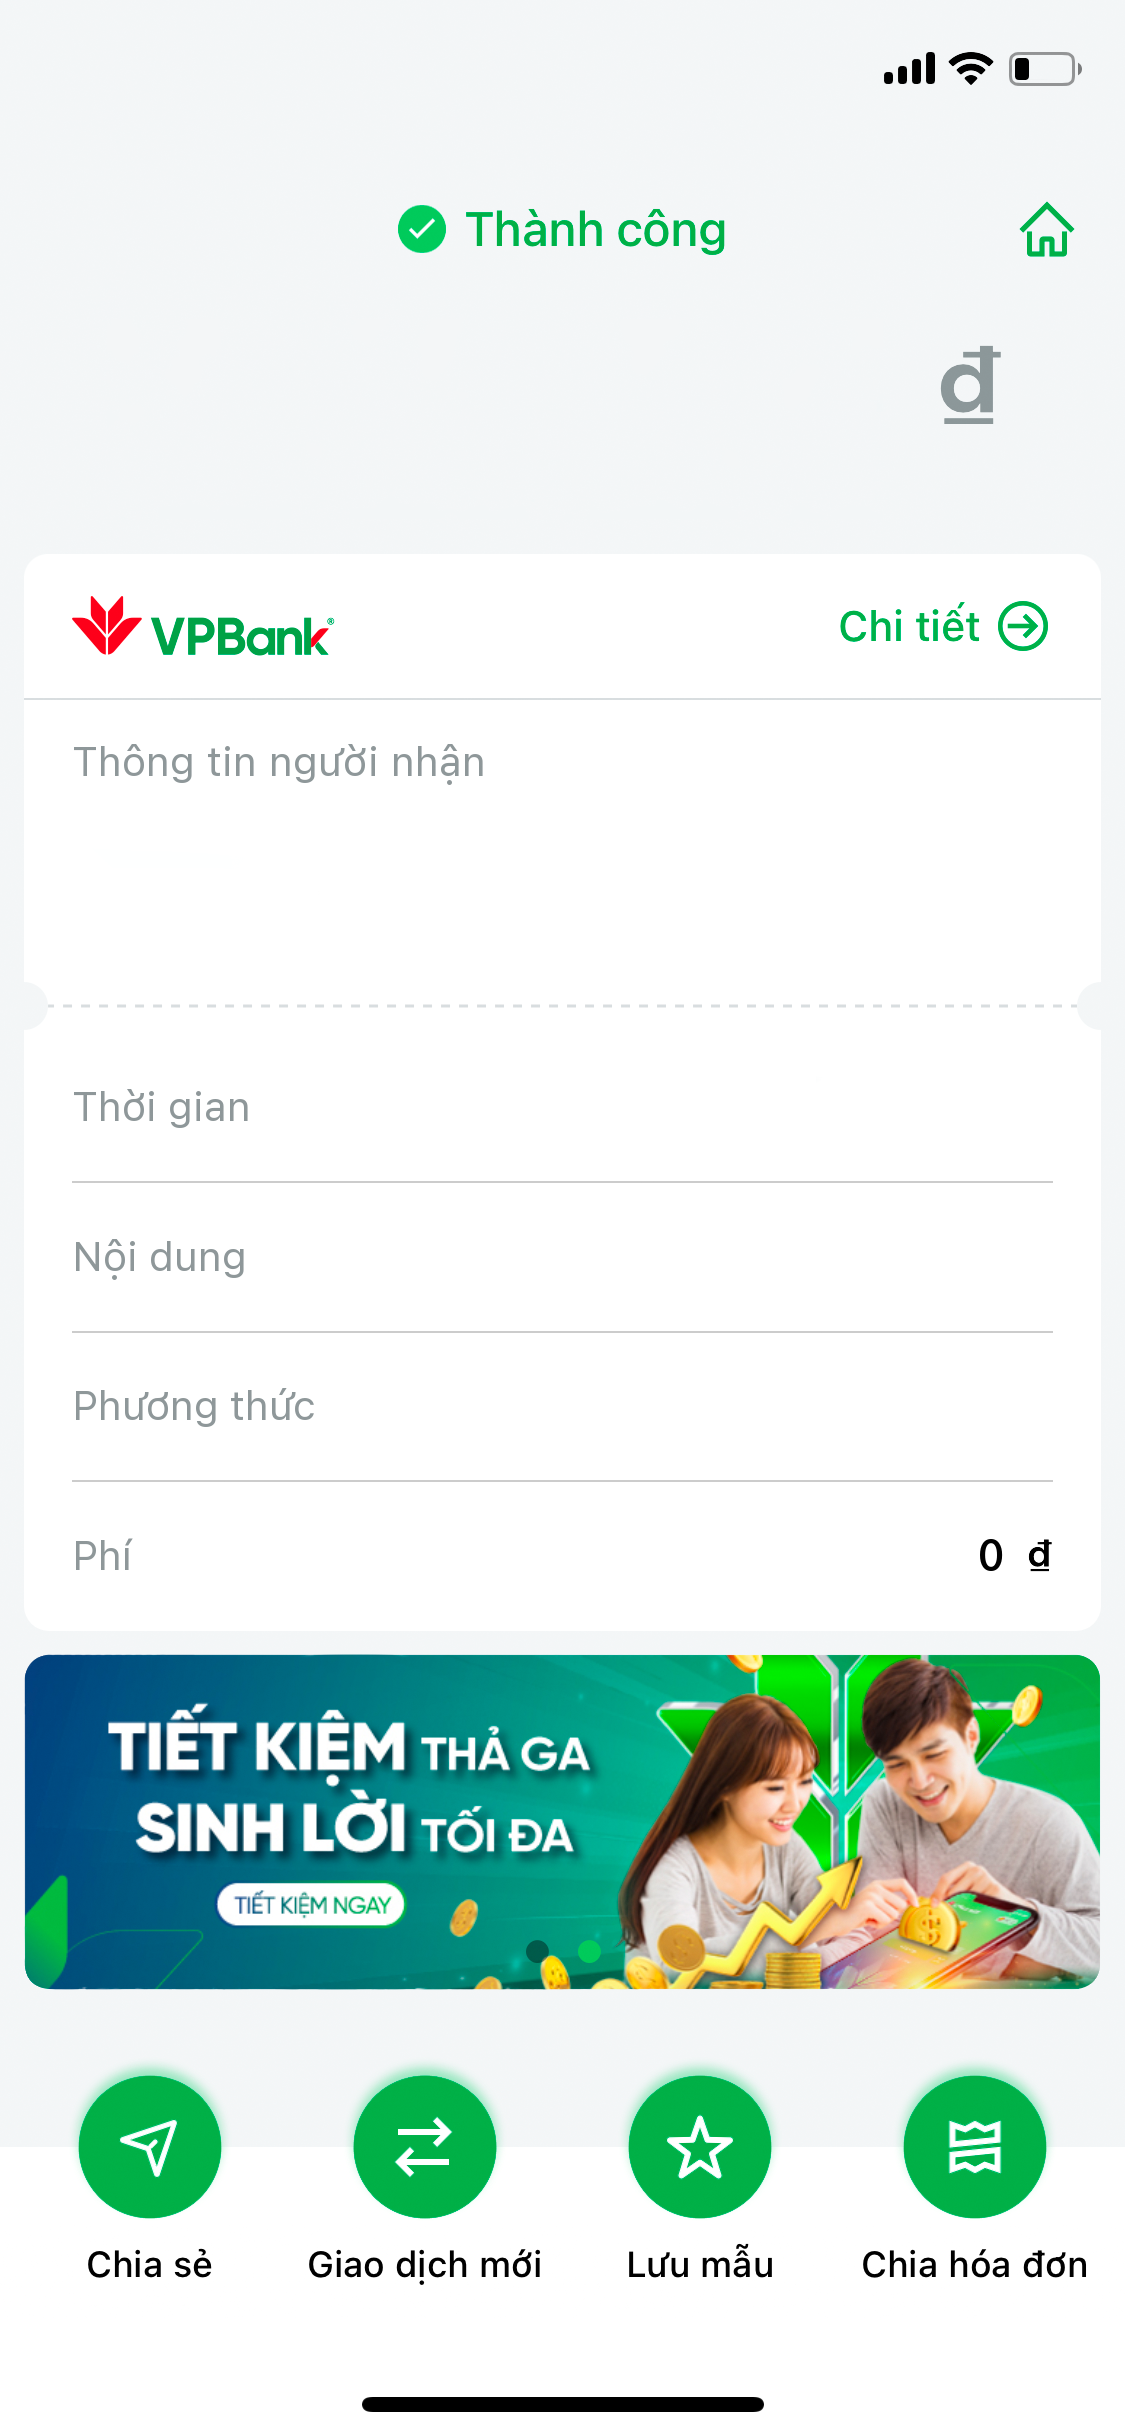 Thành công
đ
VPBank®
Chi tiết
Thông tin người nhận
Thời gian
Nội dung
Phương thức
Phí
0 ₫
TIẾT KIỆM THẢ GA
SINH LỜI TỐI ĐA
TIẾT KIỆM NGAY
Chia sẻ
Giao dịch mới
Lưu mẫu
Chia hóa đơn